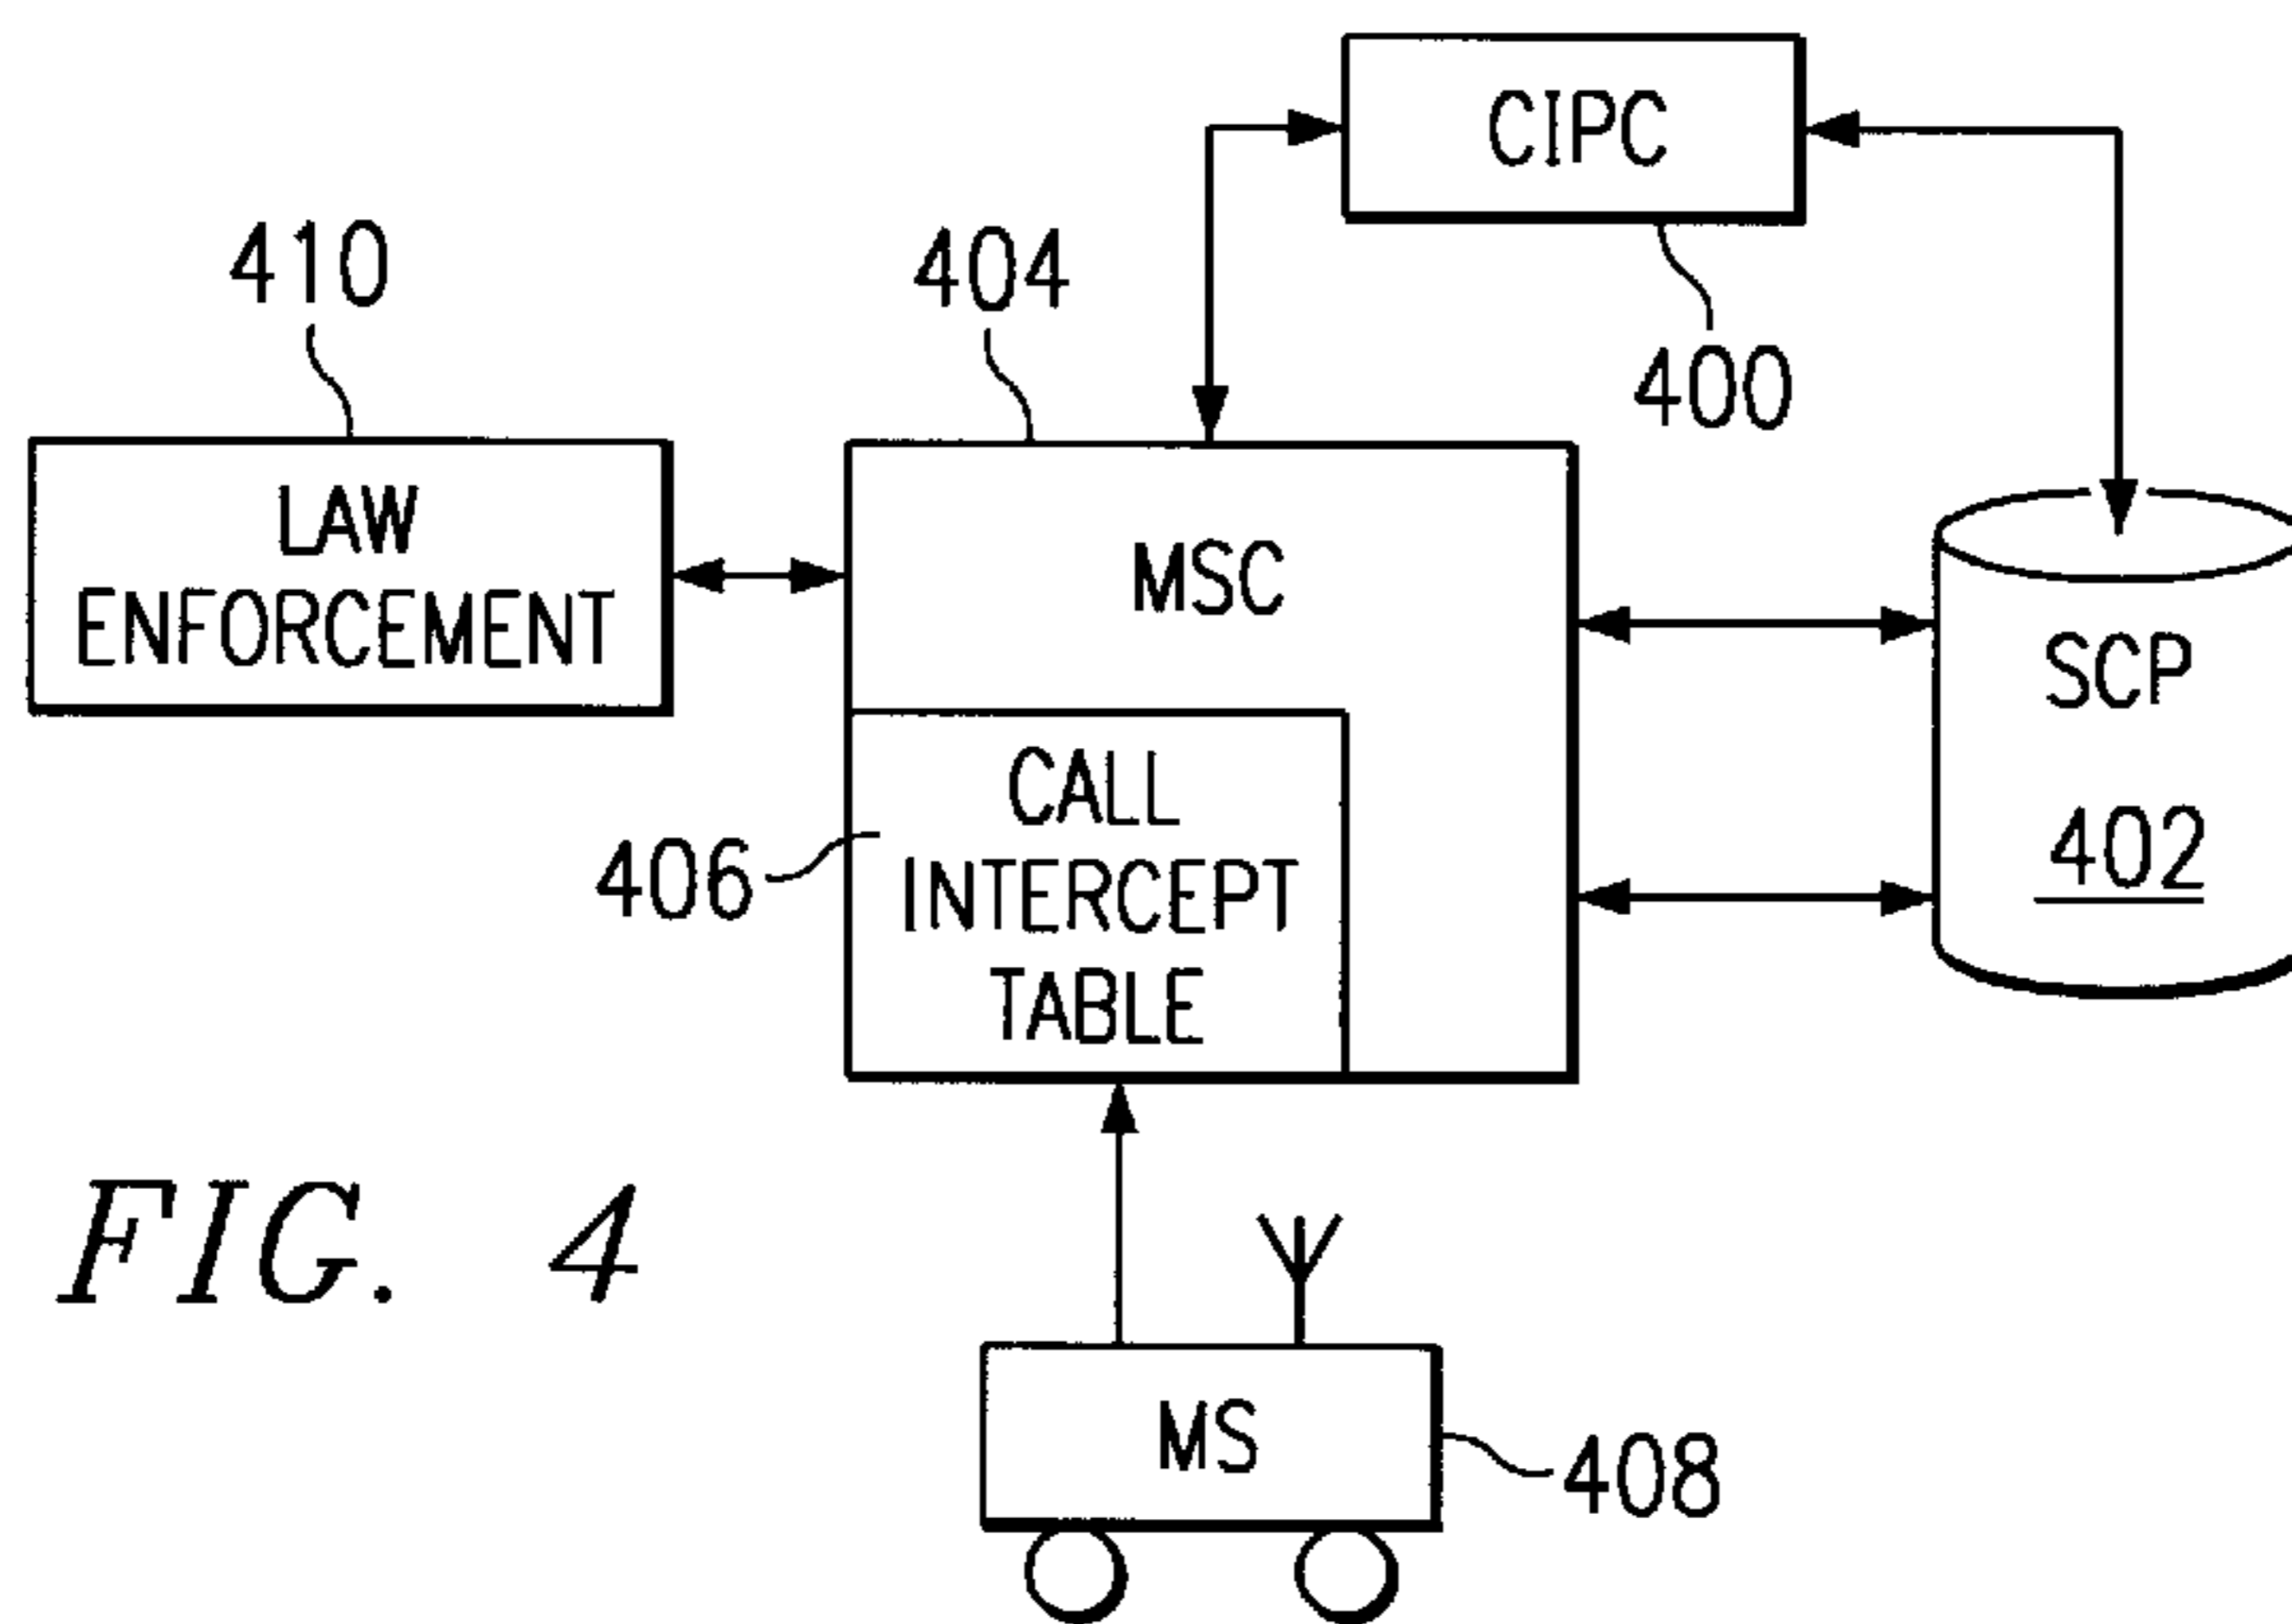 CIPC
400
410
404
LAW
ENFORCEMENT
MSC
SCP
402
CALL
INTERCEPT
TABLE
406
FIG. 4
MS
408